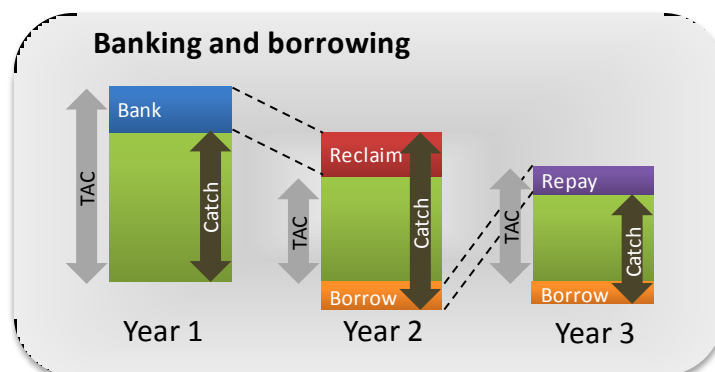 Banking and borrowing
Bank
TAC
Catch
Year 1
Reclaim
TAC
Catch
Borrow
Year 2
Repay
TAC
Catch
Borrow
Year 3